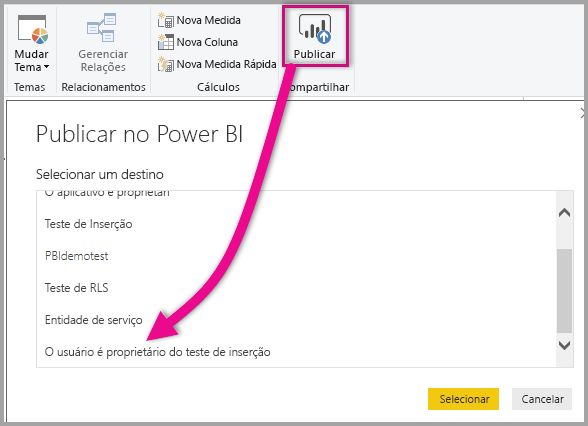 Mudar
Tema
Temas
Gerenciar
Relações
Relacionamentos
Nova Medida
Nova Coluna
Nova Medida Rápida
Cálculos
Publicar
ompartilhar
Publicar no Power BI
Selecionar um destino
O aplicativo é proprietári
Teste de Inserção
PBIdemotest
Teste de RLS
Entidade de serviço
O usuário é proprietário do teste de inserção
Selecionar
Cancelar